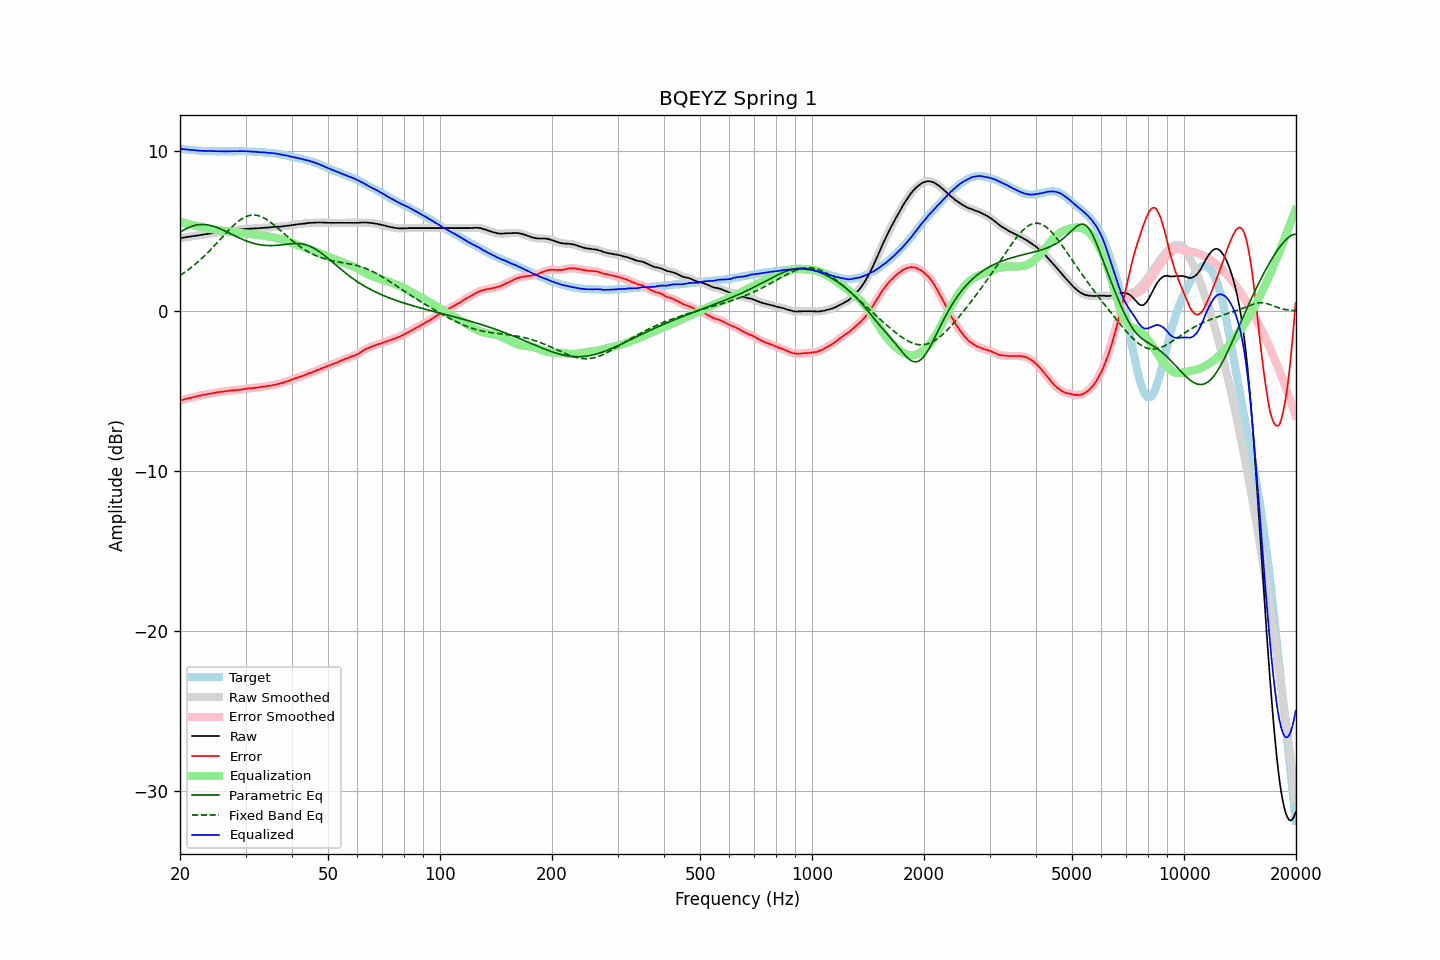 BQEYZ Spring 1
Amplitude (dBr)
10
0
−10
−20
−30
Target
Raw Smoothed
Error Smoothed
Raw
Error
Equalization
Parametric Eq
Fixed Band Eq
Equalized
20 50 100 200 500 1000 2000 5000 10000 20000
Frequency (Hz)